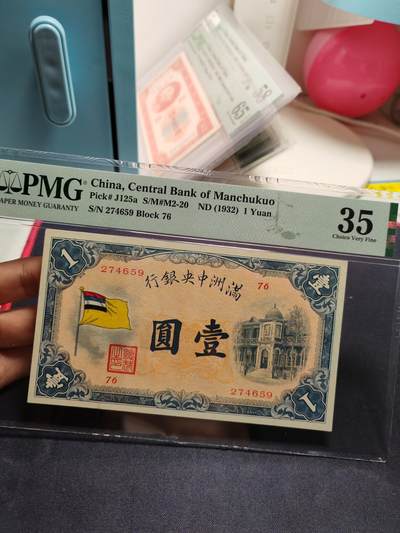 PMG
PAPER MONEY GUARANTY
China, Central Bank of Manchukuo
Pick# J125a S/M#M2-20 ND (1932) 1 Yuan
S/N 274659 Block 76
35
Choice Very Fine
1
壹
274659
76
行銀央中洲滿
圓壹
76
274659
壹
1